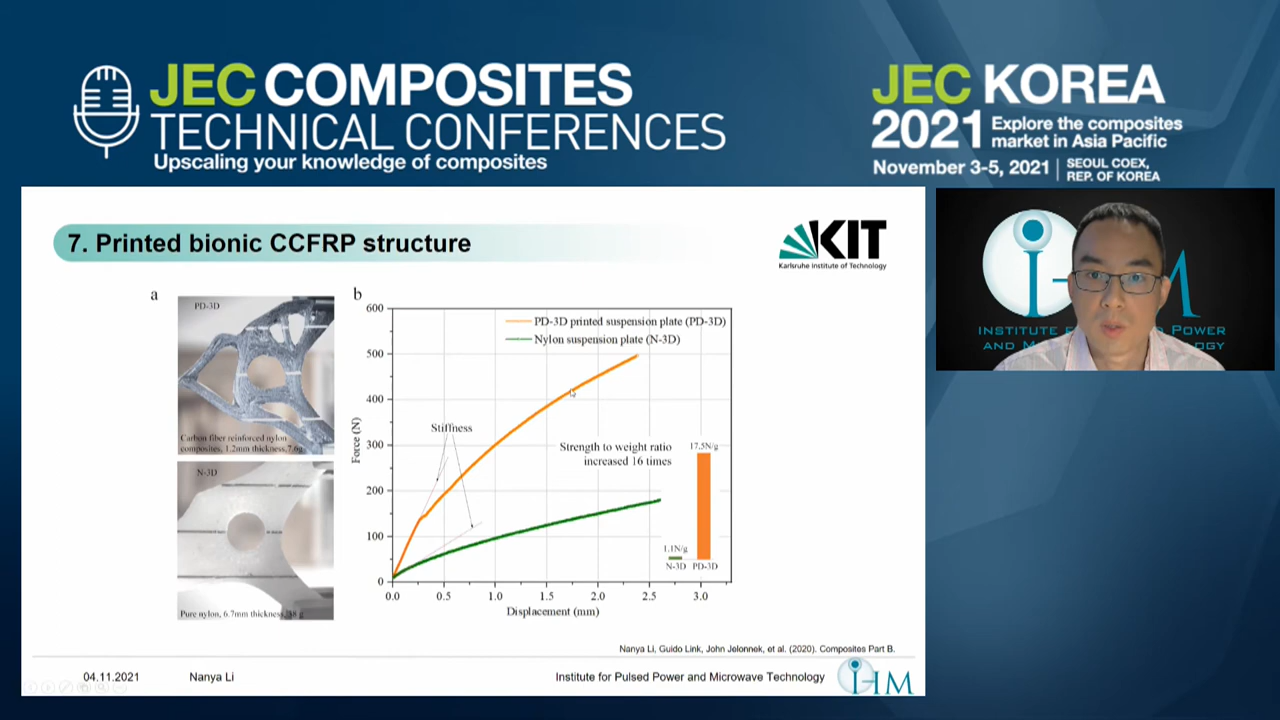 JEC COMPOSITES
TECHNICAL CONFERENCES
Upscaling your knowledge of composites
JEC KOREA
2021 Explore the composites
market in Asia Pacific
November 3-5, 2021 | SEOUL COEX,
REP. OF KOREA
7. Printed bionic CCFRP structure
KIT
Karlsruhe Institute of Technology
a
PD-3D
Carbon fiber reinforced nylon
composites, 1.2mm thickness,7.6g
N-3D
Pure nylon, 6.7mm thickness,58 g
b
600
500
400
300
200
100
0
Force (N)
PD-3D printed suspension plate (PD-3D)
Nylon suspension plate (N-3D)
Stiffness
Strength to weight ratio
increased 16 times
17.5N/g
1.1N/g
N-3D PD-3D
0.0 0.5 1.0 1.5 2.0 2.5 3.0
Displacement (mm)
Nanya Li, Guido Link, John Jelonnek, et al. (2020). Composites Part B.
04.11.2021 Nanya Li Institute for Pulsed Power and Microwave Technology
IHM